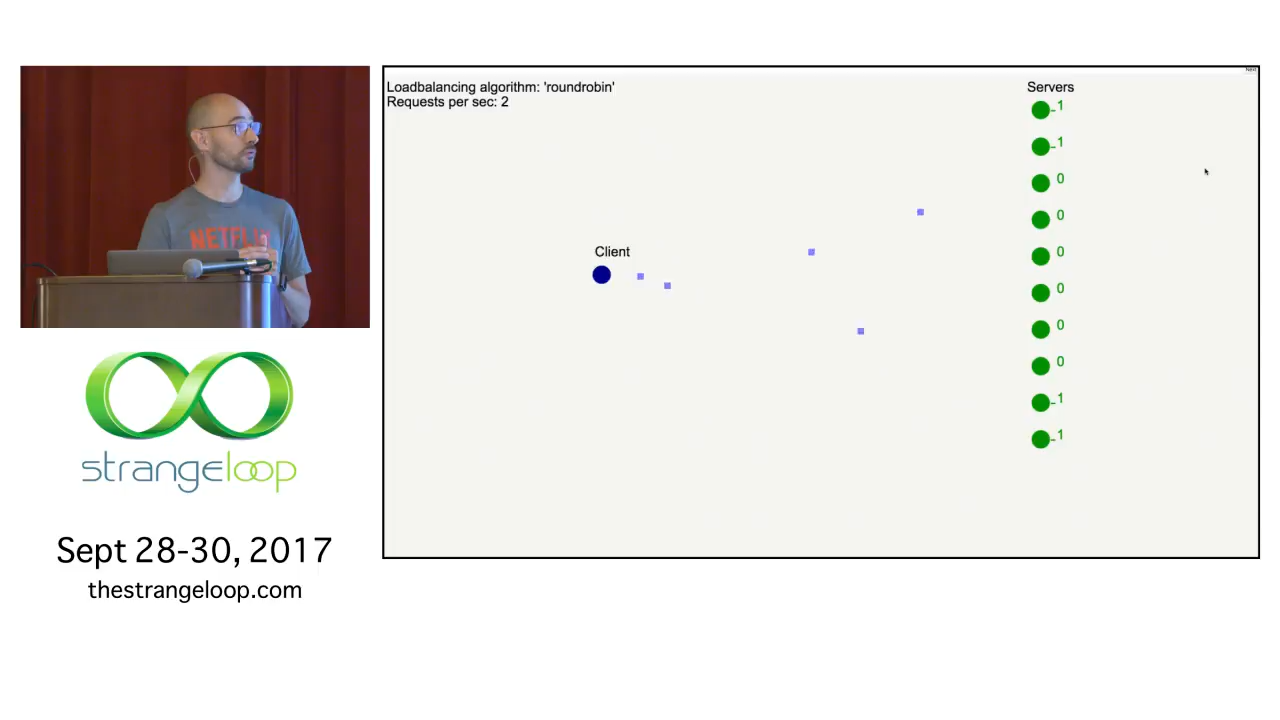 NETFLIX
strangeloop
Sept 28-30, 2017
thestrangeloop.com
Loadbalancing algorithm: 'roundrobin'
Requests per sec: 2
Client
Servers
1
1
0
0
0
0
0
0
1
1